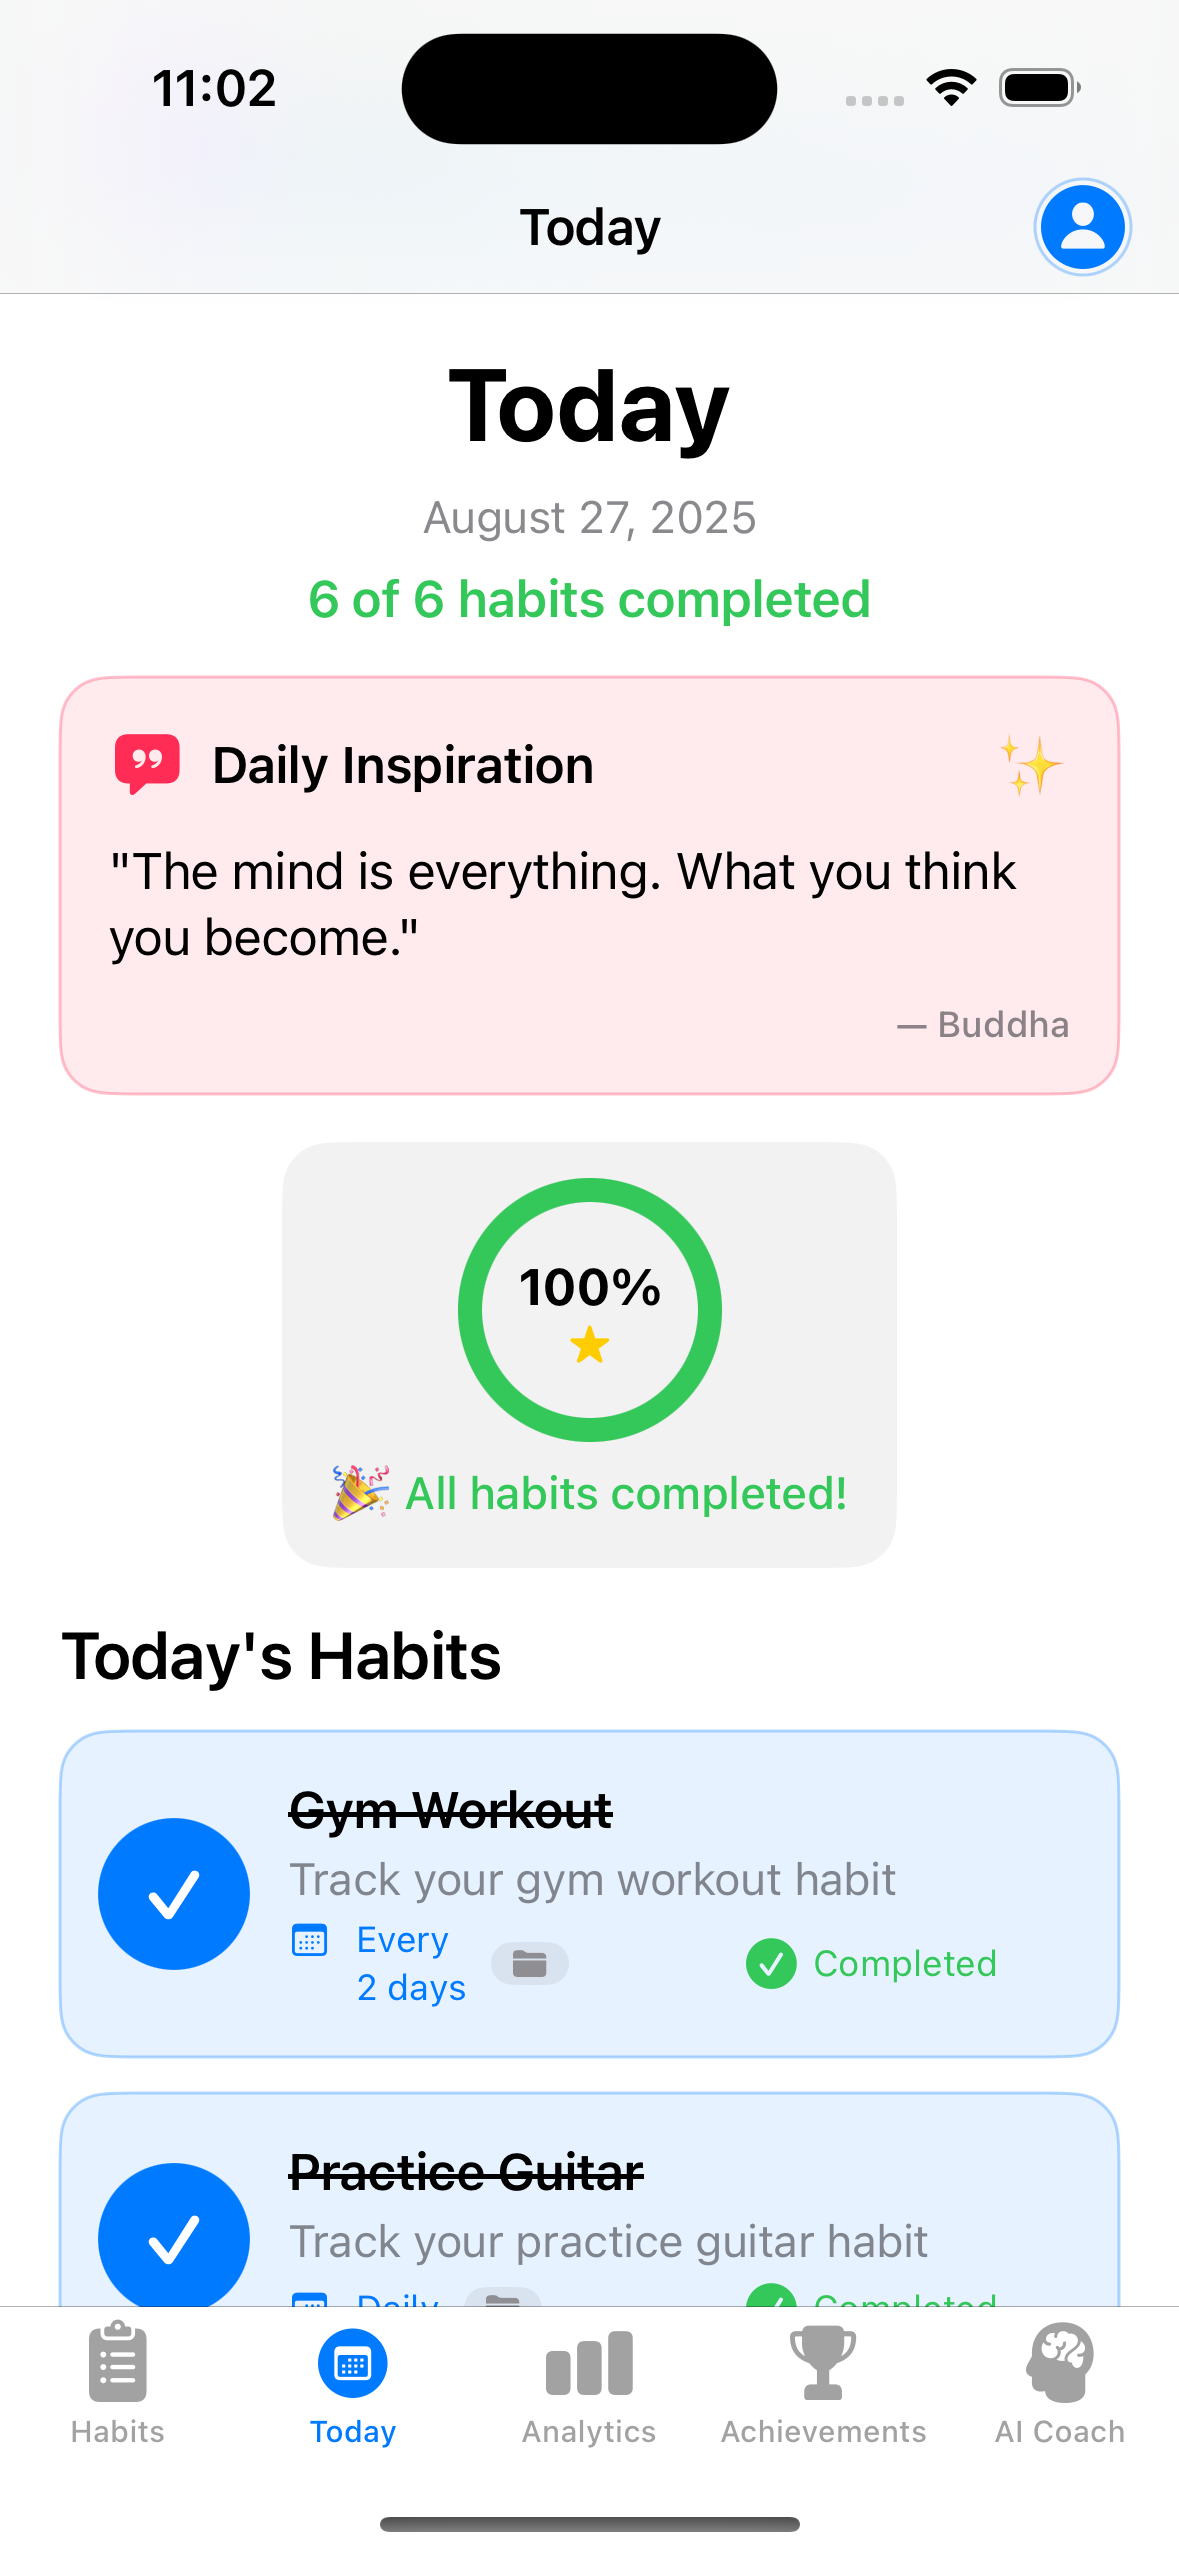 11:02
Today
Today
August 27, 2025
6 of 6 habits completed
Daily Inspiration
"The mind is everything. What you think
you become."
— Buddha
100%
All habits completed!
Today's Habits
Gym Workout
Track your gym workout habit
Every
2 days
Completed
Practice Guitar
Track your practice guitar habit
Daily
Completed
Habits
Today
Analytics
Achievements
AI Coach